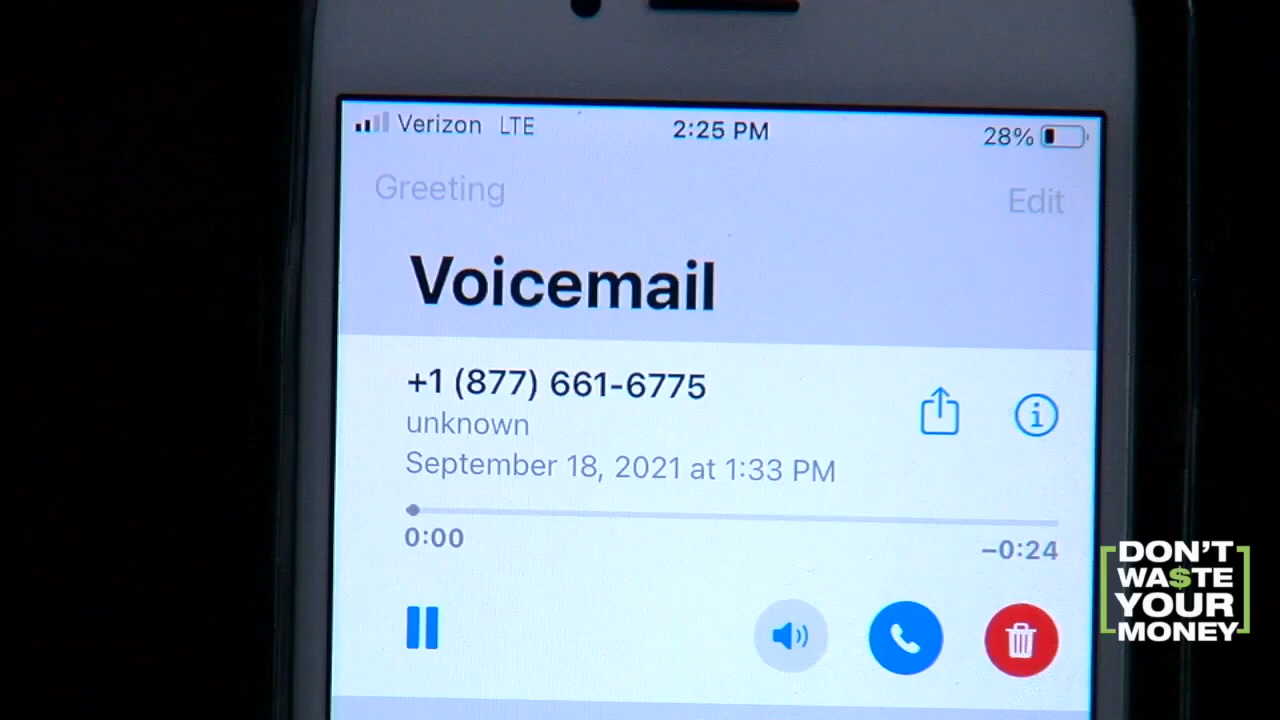 Verizon LTE 2:25 PM 28%
Greeting Edit
Voicemail
+1 (877) 661-6775
unknown
September 18, 2021 at 1:33 PM
0:00 −0:24
DON'T
WA$TE
YOUR
MONEY